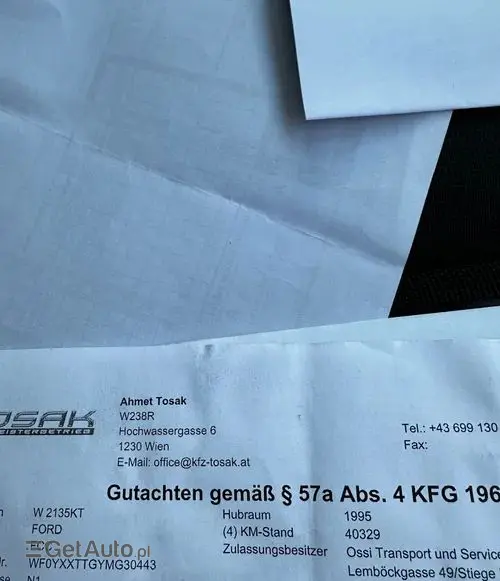 Ahmet Tosak
W238R
Hochwassergasse 6
1230 Wien
E-Mail: office@kfz-tosak.at
Tel.: +43 699 130
Fax:
OSAK
EISTERBETRIEB
Gutachten gemäß § 57a Abs. 4 KFG 196
W 2135KT Hubraum 1995
FORD (4) KM-Stand 40329
Zulassungsbesitzer Ossi Transport und Service
WF0YXXTTGYMG30443 Lemböckgasse 49/Stiege
N1
GetAuto.pl